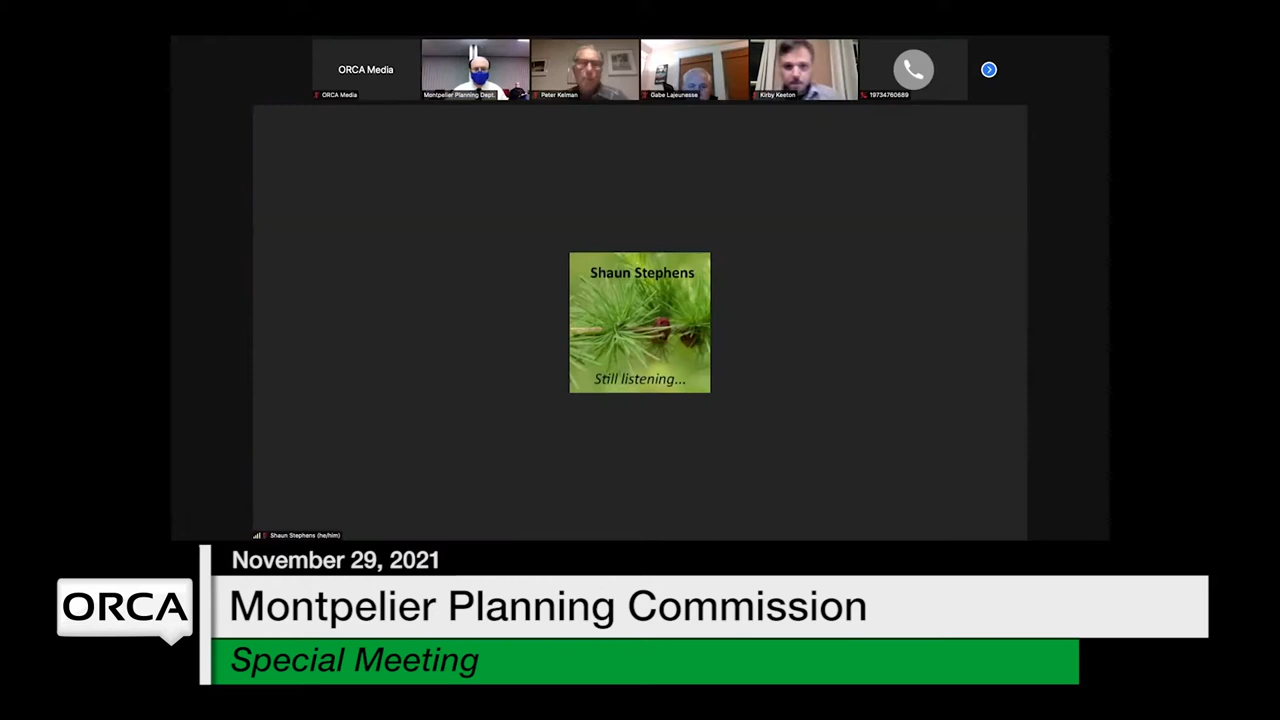 ORCA Media
ORCA Media
Montpelier Planning Dept.
Peter Kelman
Gabe Lajeunesse
Kirby Keeton
19734760689
Shaun Stephens
Still listening...
Shaun Stephens (he/him)
November 29, 2021
ORCA
Montpelier Planning Commission
Special Meeting